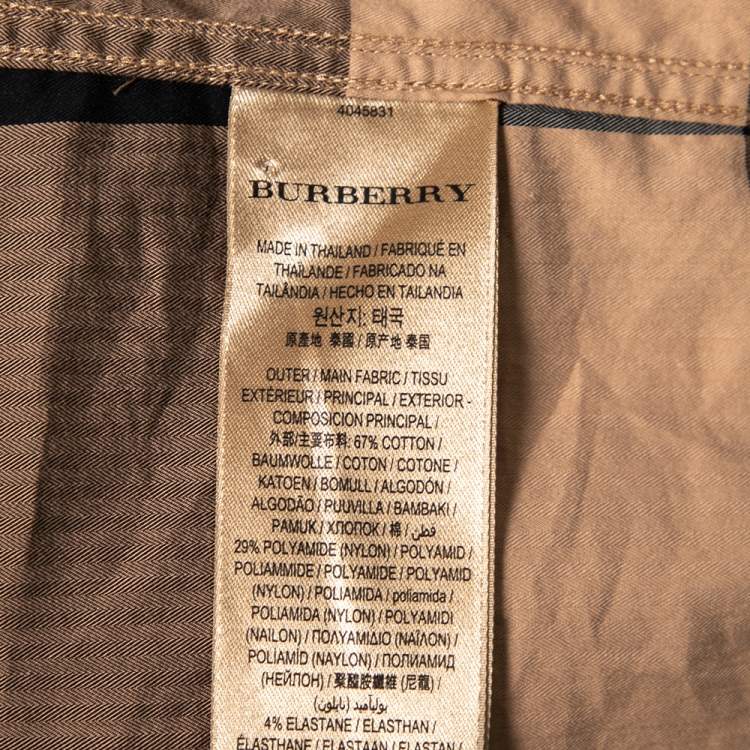 4045831
BURBERRY
MADE IN THAILAND / FABRIQUÉ EN
THAÏLANDE / FABRICADO NA
TAILÂNDIA / HECHO EN TAILANDIA
원산지: 태국
原產地 泰國 / 原产地 泰国
OUTER / MAIN FABRIC / TISSU
EXTÉRIEUR / PRINCIPAL / EXTERIOR -
COMPOSICION PRINCIPAL /
外部/主要布料: 67% COTTON /
BAUMWOLLE / COTON / COTONE /
KATOEN / BOMULL / ALGODÓN /
ALGODÃO / PUUVILLA / BAMBAKI /
PAMUK / ХЛОПОК / 棉 / قطن /
29% POLYAMIDE (NYLON) / POLYAMID /
POLIAMMIDE / POLYAMIDE / POLYAMID
(NYLON) / POLIAMIDA / poliamida /
POLIAMIDA (NYLON) / POLYAMIDI
(NAILON) / ΠΟΛΥΑΜΙΔΙΟ (ΝΑΪΛΟΝ) /
POLİAMİD (NAYLON) / ПОЛИАМИД
(НЕЙЛОН) / 聚醯胺纖維 (尼龍) /
بوليأميد (نايلون) /
4% ELASTANE / ELASTHAN /
ELASTHANNE / ELASTAAN / ELASTAN /